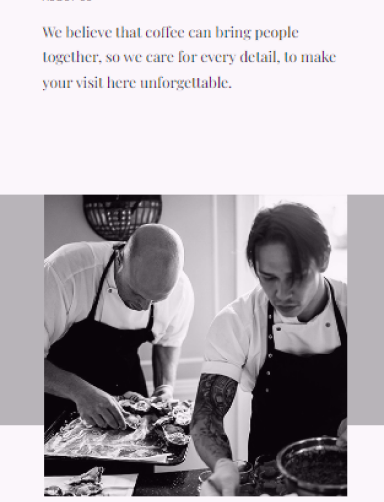 We believe that coffee can bring people
together, so we care for every detail, to make
your visit here unforgettable.